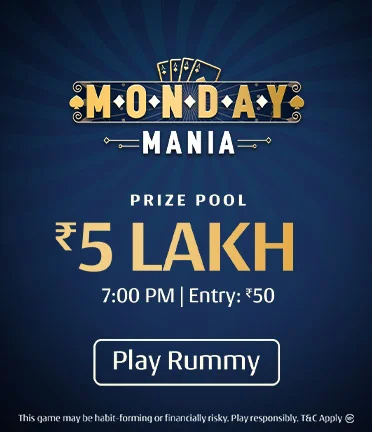 MONDAY
MANIA
PRIZE POOL
₹5 LAKH
7:00 PM | Entry: ₹50
Play Rummy
This game may be habit-forming or financially risky. Play responsibly. T&C Apply